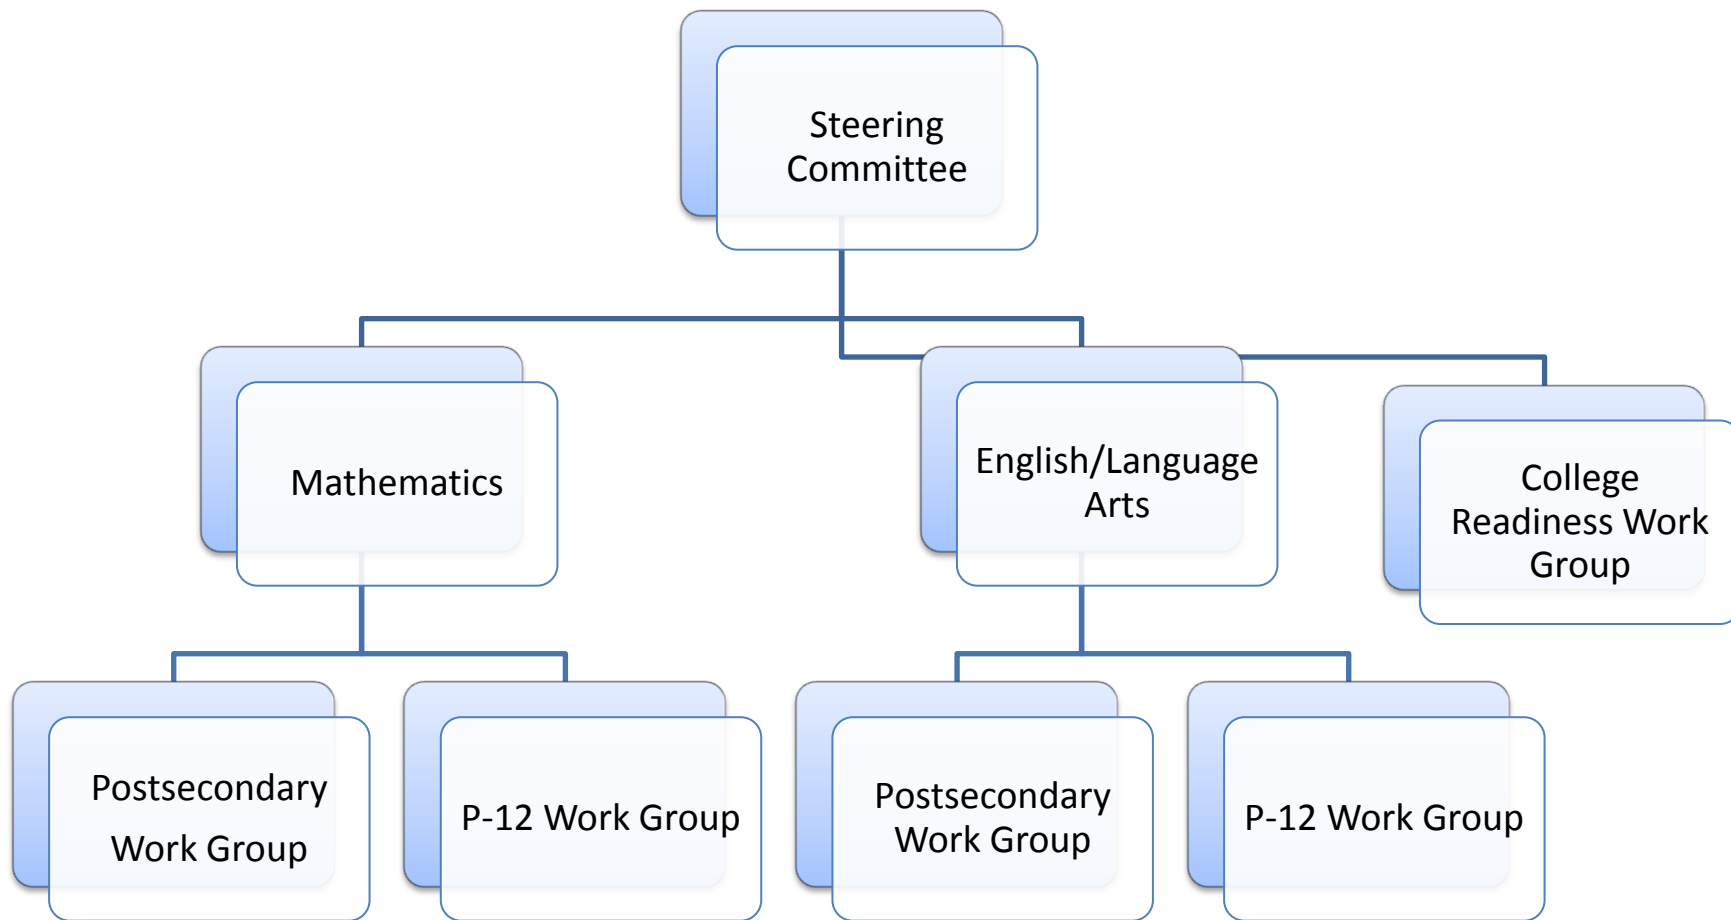 Steering
Committee
Mathematics
English/Language
Arts
College
Readiness Work
Group
Postsecondary
Work Group
P-12 Work Group
Postsecondary
Work Group
P-12 Work Group